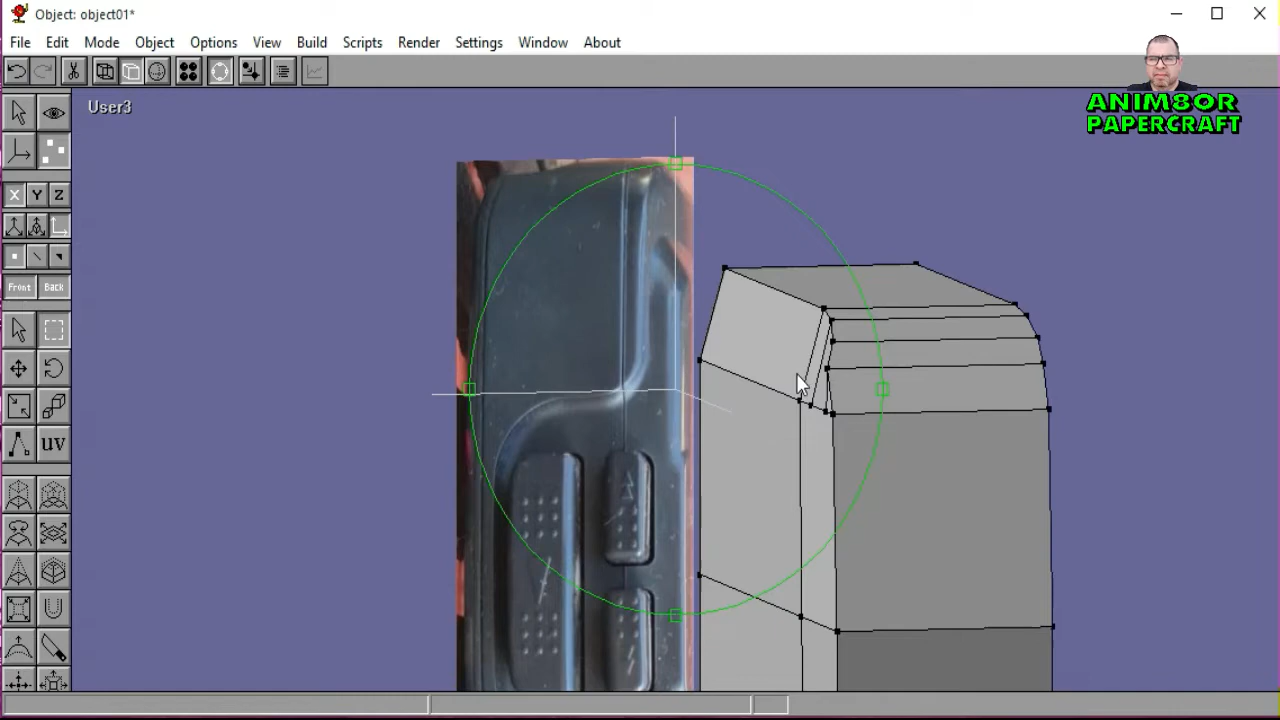 Object: object01*
File Edit Mode Object Options View Build Scripts Render Settings Window About
ANIM8OR
PAPERCRAFT
User3
X Y Z
Front Back
uv